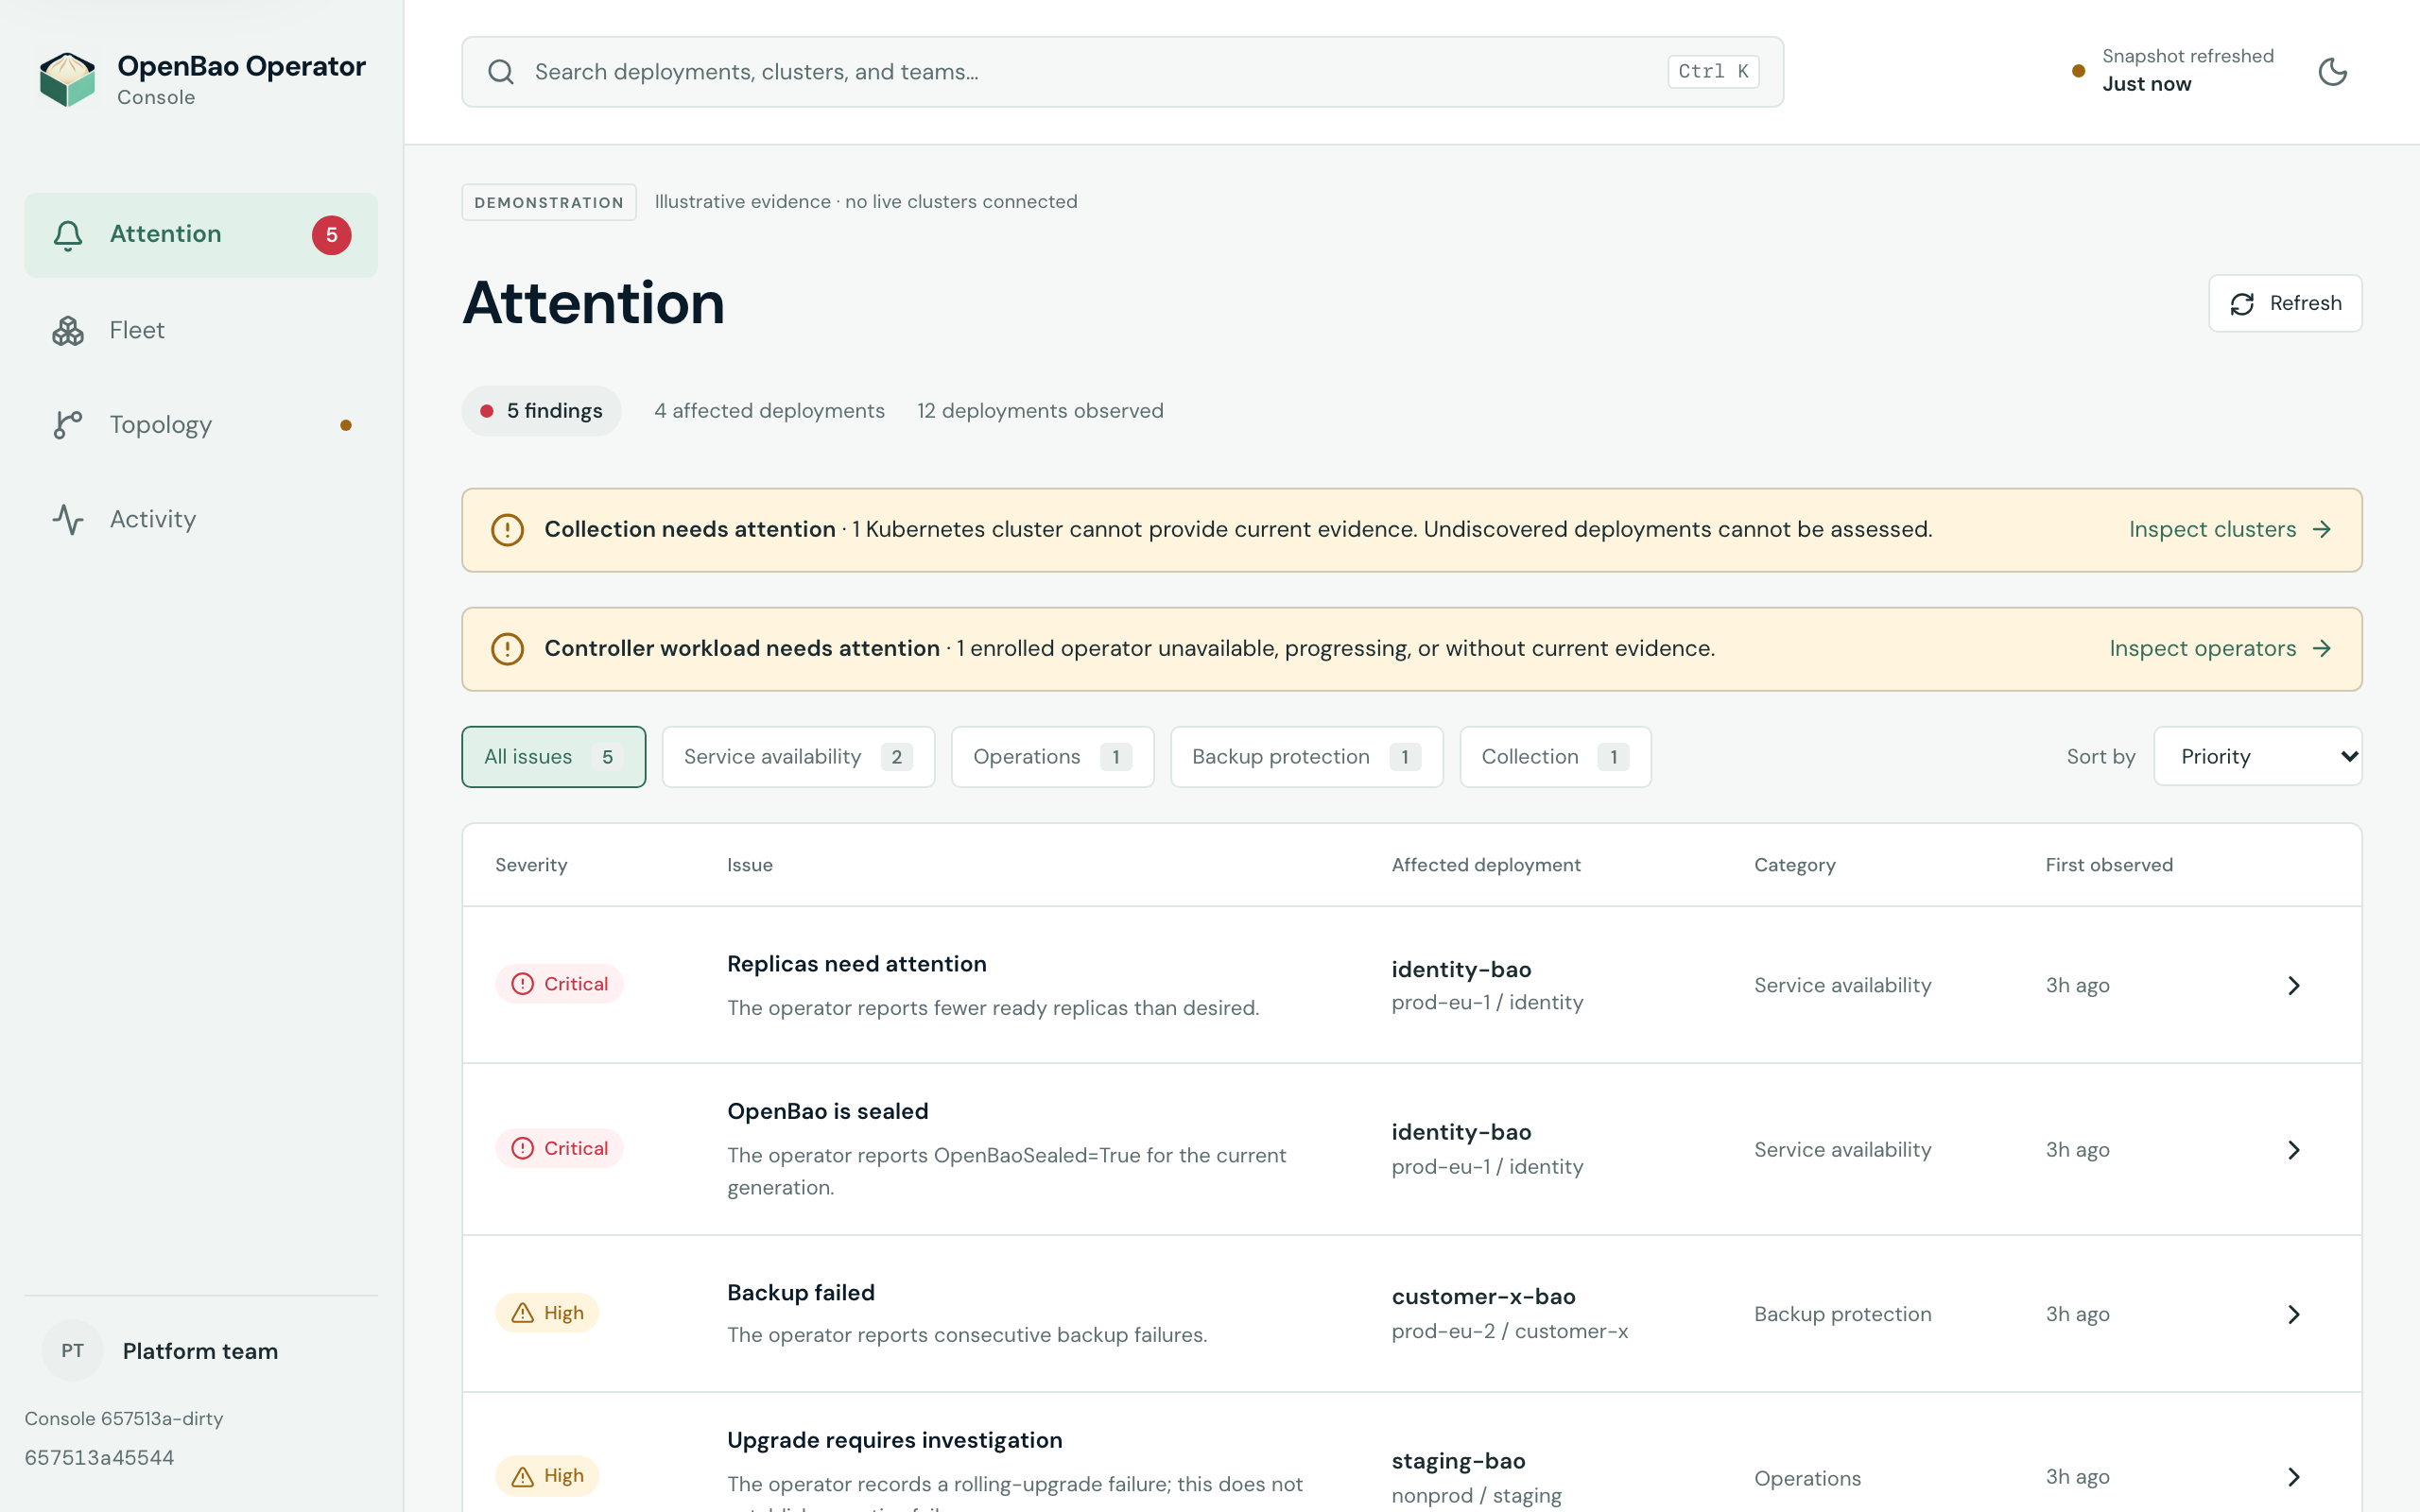 OpenBao Operator
Console
Attention 5
Fleet
Topology
Activity
PT Platform team
Console 657513a-dirty
657513a45544
Search deployments, clusters, and teams... Ctrl K
Snapshot refreshed
Just now
DEMONSTRATION Illustrative evidence · no live clusters connected
Attention
Refresh
5 findings 4 affected deployments 12 deployments observed
Collection needs attention · 1 Kubernetes cluster cannot provide current evidence. Undiscovered deployments cannot be assessed. Inspect clusters →
Controller workload needs attention · 1 enrolled operator unavailable, progressing, or without current evidence. Inspect operators →
All issues 5 Service availability 2 Operations 1 Backup protection 1 Collection 1 Sort by Priority
Severity Issue Affected deployment Category First observed
Critical Replicas need attention identity-bao Service availability 3h ago
The operator reports fewer ready replicas than desired. prod-eu-1 / identity
Critical OpenBao is sealed identity-bao Service availability 3h ago
The operator reports OpenBaoSealed=True for the current prod-eu-1 / identity
generation.
High Backup failed customer-x-bao Backup protection 3h ago
The operator reports consecutive backup failures. prod-eu-2 / customer-x
High Upgrade requires investigation staging-bao Operations 3h ago
The operator records a rolling-upgrade failure; this does not nonprod / staging